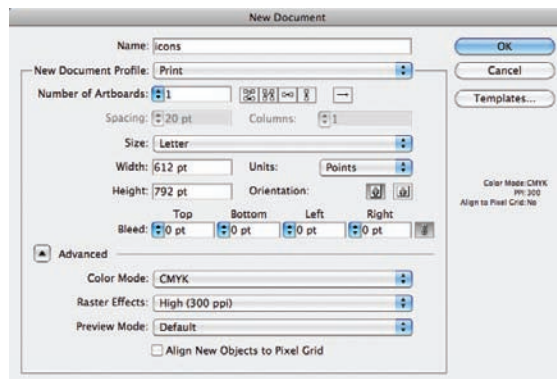 New Document
Name: icons
OK
New Document Profile: Print
Cancel
Number of Artboards: 1
Templates...
Spacing: 20 pt Columns: 1
Size: Letter
Width: 612 pt Units: Points
Height: 792 pt Orientation:
Color Mode:CMYK
PPI:300
Align to Pixel Grid:No
Top Bottom Left Right
Bleed: 0 pt 0 pt 0 pt 0 pt
Advanced
Color Mode: CMYK
Raster Effects: High (300 ppi)
Preview Mode: Default
Align New Objects to Pixel Grid